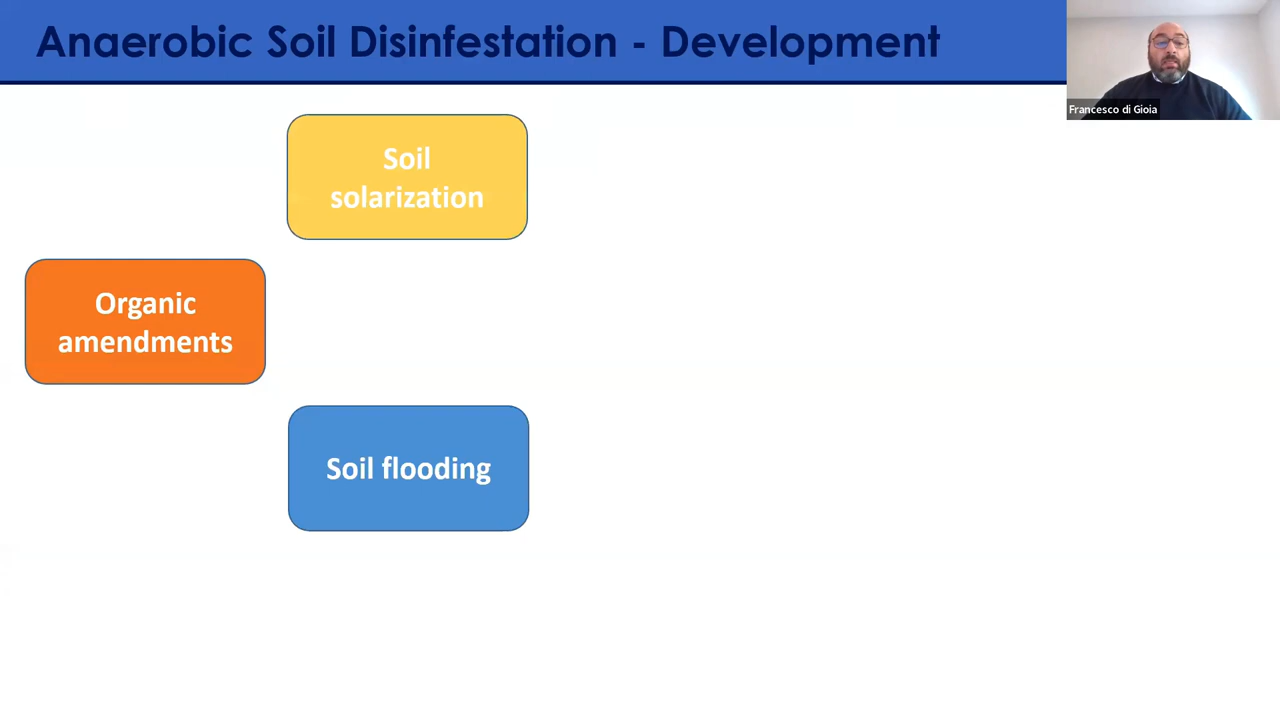 Anaerobic Soil Disinfestation - Development
Francesco di Gioia
Soil
solarization
Organic
amendments
Soil flooding